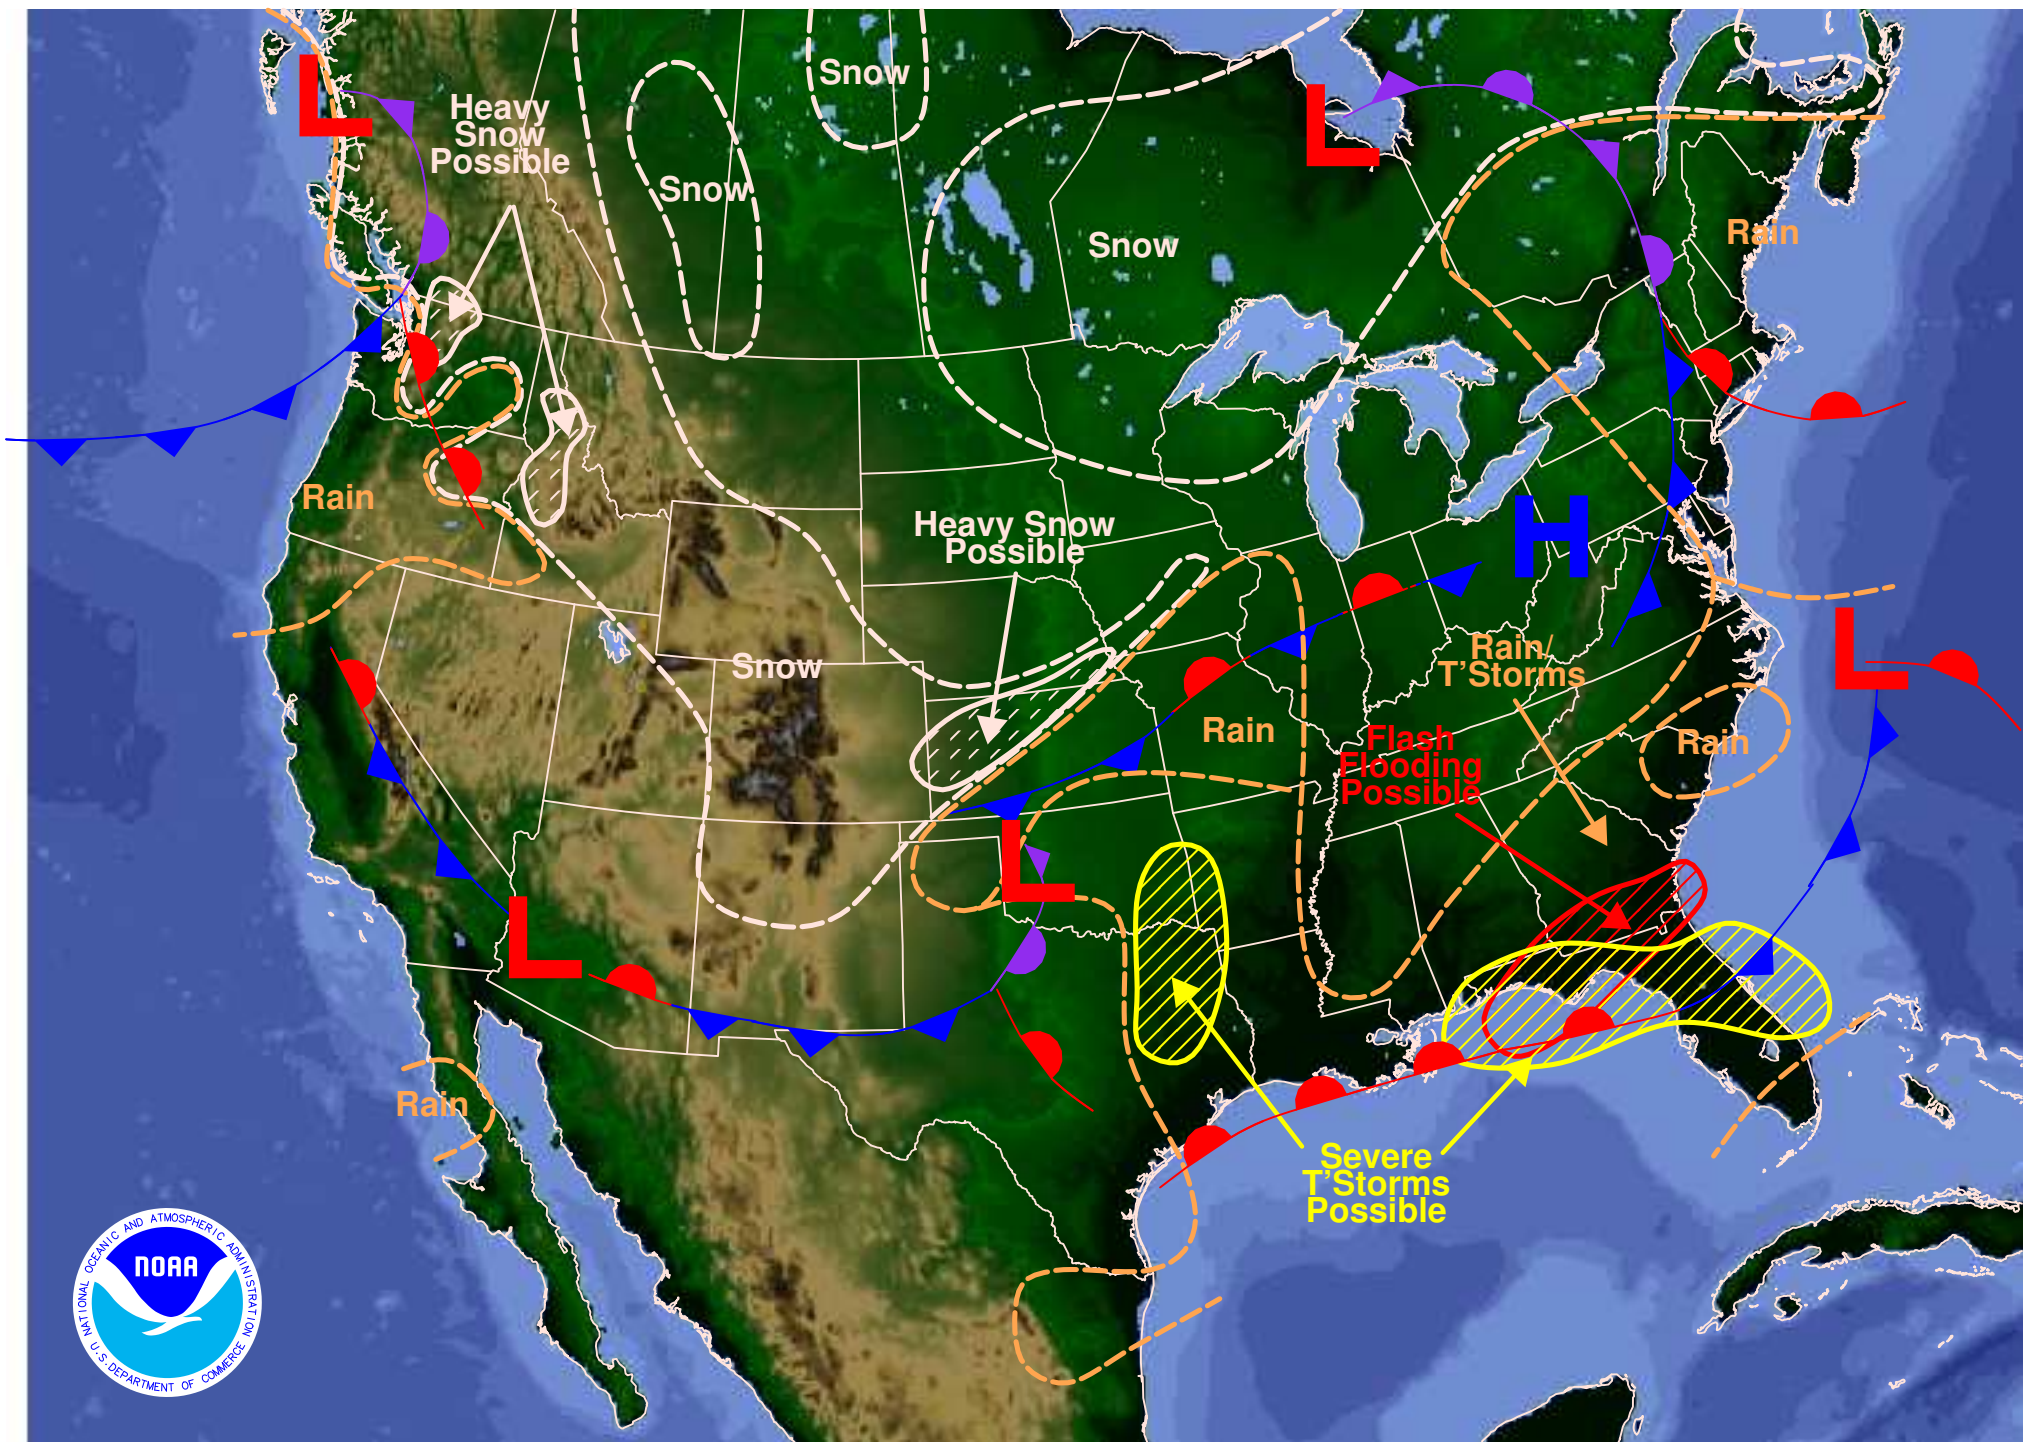 Snow
Heavy
Snow
Possible
L
L
Snow
Rain
Snow
Rain
Heavy Snow
Possible
H
Rain/
T'Storms
L
Snow
Rain
Flash
Flooding
Possible
Rain
L
L
Rain
Severe
T'Storms
Possible
NATIONAL OCEANIC AND ATMOSPHERIC ADMINISTRATION
NOAA
U.S. DEPARTMENT OF COMMERCE